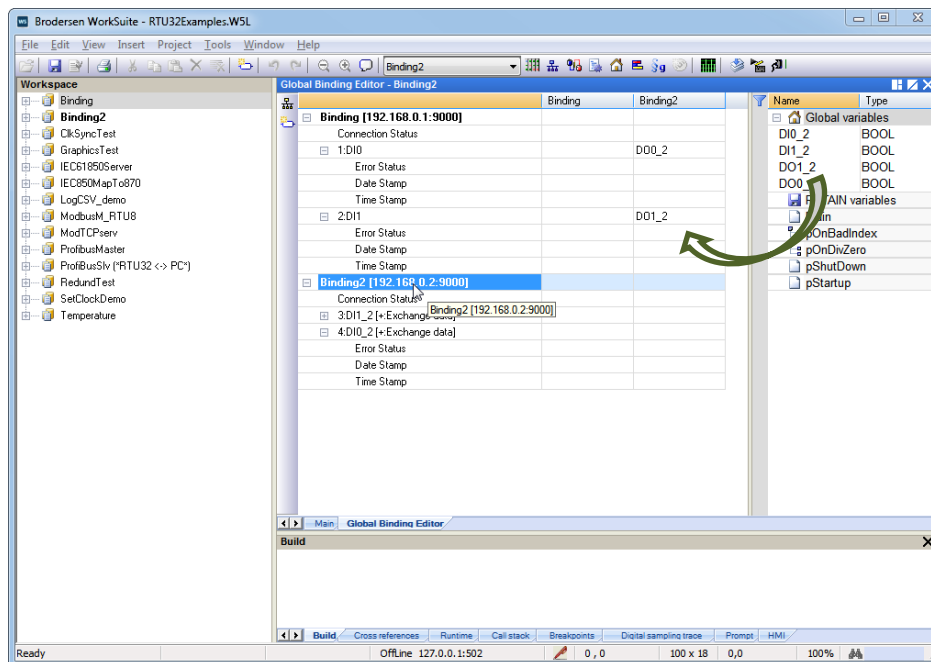 Brodersen WorkSuite - RTU32Examples.W5L
File Edit View Insert Project Tools Window Help
Binding2
Workspace
Binding
Binding2
ClkSyncTest
GraphicsTest
IEC61850Server
IEC850MapTo870
LogCSV_demo
ModbusM_RTU8
ModTCPserv
ProfibusMaster
ProfiBusSlv (*RTU32 <-> PC*)
RedundTest
SetClockDemo
Temperature
Global Binding Editor - Binding2
Binding Binding2
Binding [192.168.0.1:9000]
Connection Status
1:DI0 DO0_2
Error Status
Date Stamp
Time Stamp
2:DI1 DO1_2
Error Status
Date Stamp
Time Stamp
Binding2 [192.168.0.2:9000]
Connection Status
Binding2 [192.168.0.2:9000]
3:DI1_2 [+:Exchange data]
4:DI0_2 [+:Exchange data]
Error Status
Date Stamp
Time Stamp
Name Type
Global variables
DI0_2 BOOL
DI1_2 BOOL
DO1_2 BOOL
DO0_ BOOL
TAIN variables
pOnBadIndex
pOnDivZero
pShutDown
pStartup
Main Global Binding Editor
Build
Build Cross references Runtime Call stack Breakpoints Digital sampling trace Prompt HMI
Ready Offline 127.0.0.1:502 0 , 0 100 x 18 0,0 100%